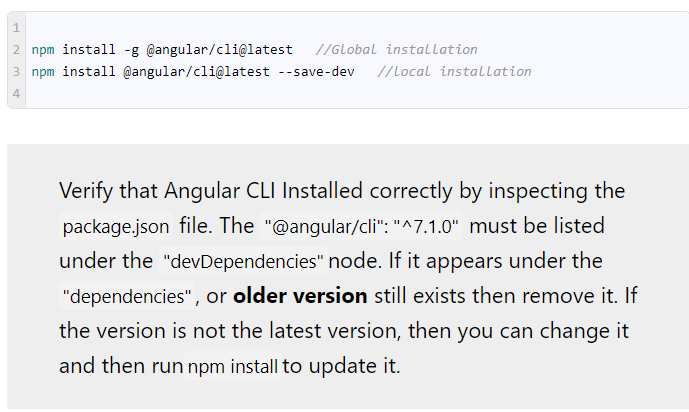 1
2 npm install -g @angular/cli@latest //Global installation
3 npm install @angular/cli@latest --save-dev //local installation
4
Verify that Angular CLI Installed correctly by inspecting the
package.json file. The "@angular/cli": "^7.1.0" must be listed
under the "devDependencies" node. If it appears under the
"dependencies", or older version still exists then remove it. If
the version is not the latest version, then you can change it
and then run npm install to update it.